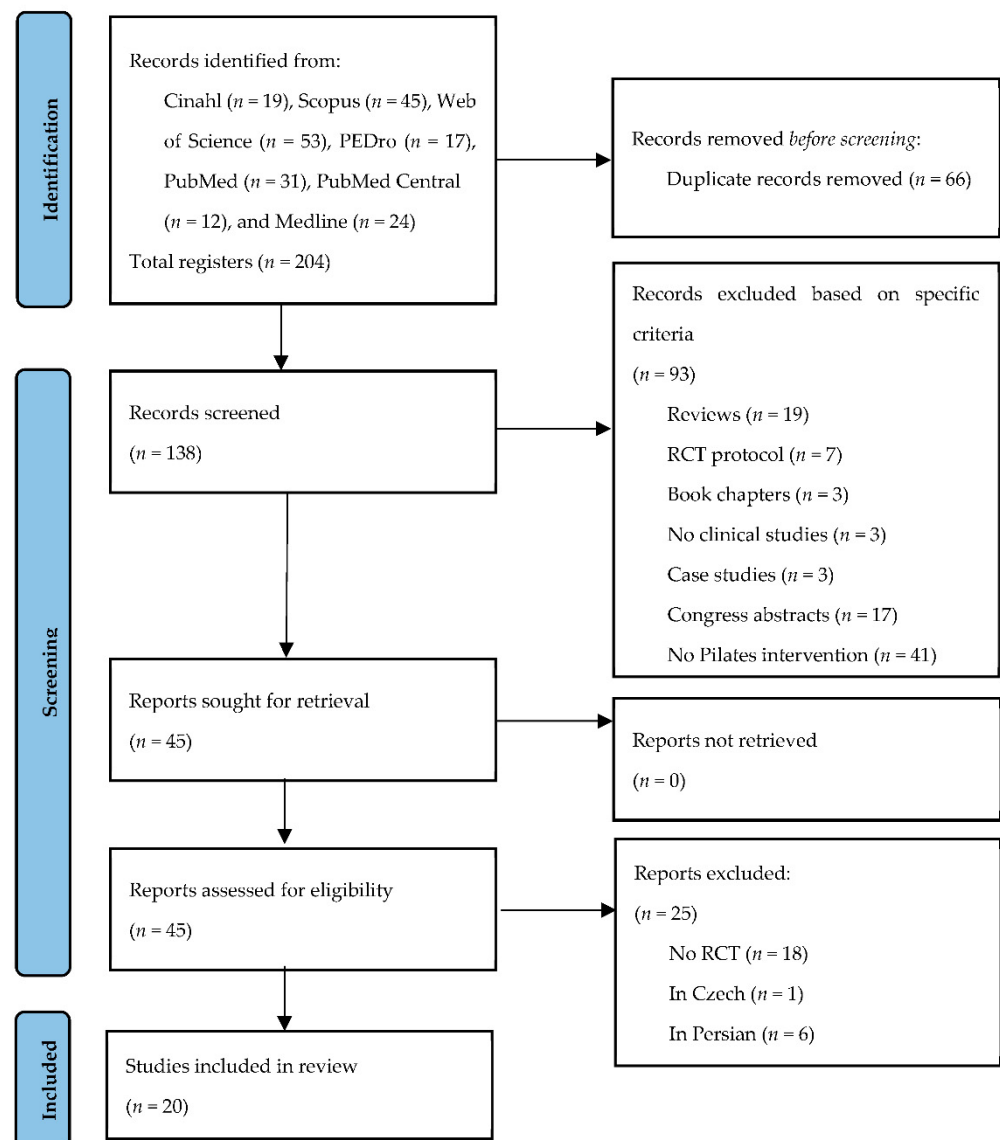 Identification
Records identified from:
Cinahl (n = 19), Scopus (n = 45), Web
of Science (n = 53), PEDro (n = 17),
PubMed (n = 31), PubMed Central
(n = 12), and Medline (n = 24)
Total registers (n = 204)
Records removed before screening:
Duplicate records removed (n = 66)
Screening
Records screened
(n = 138)
Records excluded based on specific
criteria
(n = 93)
Reviews (n = 19)
RCT protocol (n = 7)
Book chapters (n = 3)
No clinical studies (n = 3)
Case studies (n = 3)
Congress abstracts (n = 17)
No Pilates intervention (n = 41)
Reports sought for retrieval
(n = 45)
Reports not retrieved
(n = 0)
Reports assessed for eligibility
(n = 45)
Reports excluded:
(n = 25)
No RCT (n = 18)
In Czech (n = 1)
In Persian (n = 6)
Included
Studies included in review
(n = 20)